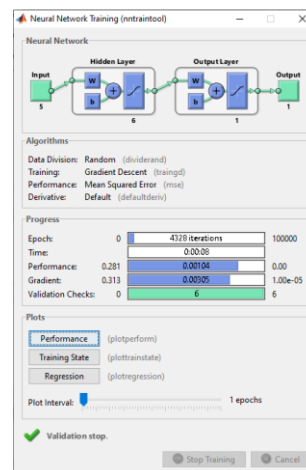 Neural Network Training (nntraintool)
Neural Network
Hidden Layer
Output Layer
Input
Output
W
W
b
b
5
6
1
1
Algorithms
Data Division: Random (dividerand)
Training: Gradient Descent (traingd)
Performance: Mean Squared Error (mse)
Derivative: Default (defaultderiv)
Progress
Epoch: 0 4328 iterations 100000
Time: 0:00:08
Performance: 0.281 0.00104 0.00
Gradient: 0.313 0.00305 1.00e-05
Validation Checks: 0 6 6
Plots
Performance (plotperform)
Training State (plottrainstate)
Regression (plotregression)
Plot Interval: 1 epochs
Validation stop.
Stop Training Cancel